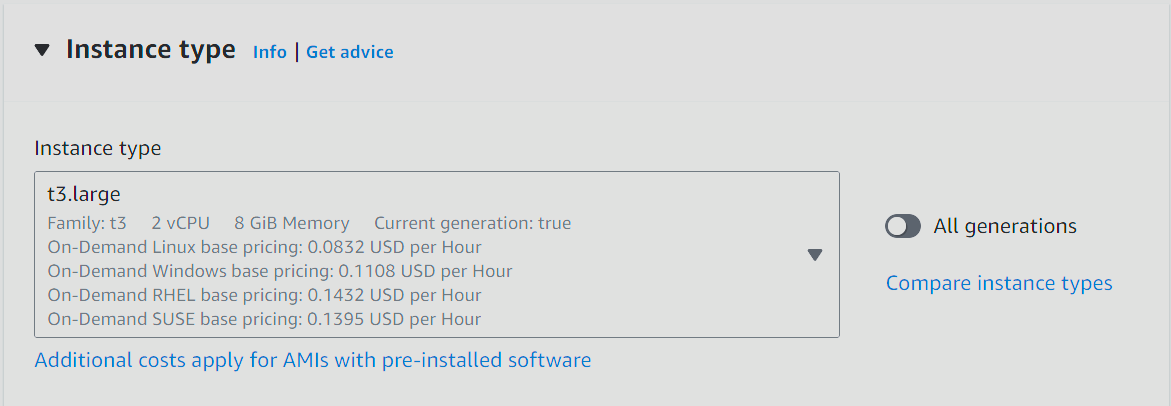 Instance type Info | Get advice
Instance type
t3.large
Family: t3 2 vCPU 8 GiB Memory Current generation: true
On-Demand Linux base pricing: 0.0832 USD per Hour
On-Demand Windows base pricing: 0.1108 USD per Hour
On-Demand RHEL base pricing: 0.1432 USD per Hour
On-Demand SUSE base pricing: 0.1395 USD per Hour
All generations
Compare instance types
Additional costs apply for AMIs with pre-installed software